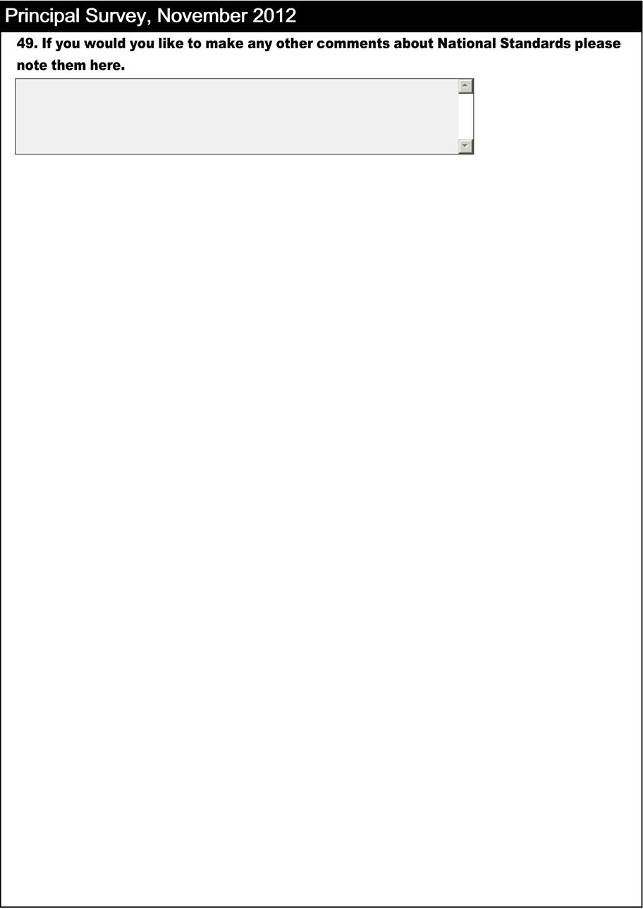 Principal Survey, November 2012
49. If you would you like to make any other comments about National Standards please
note them here.